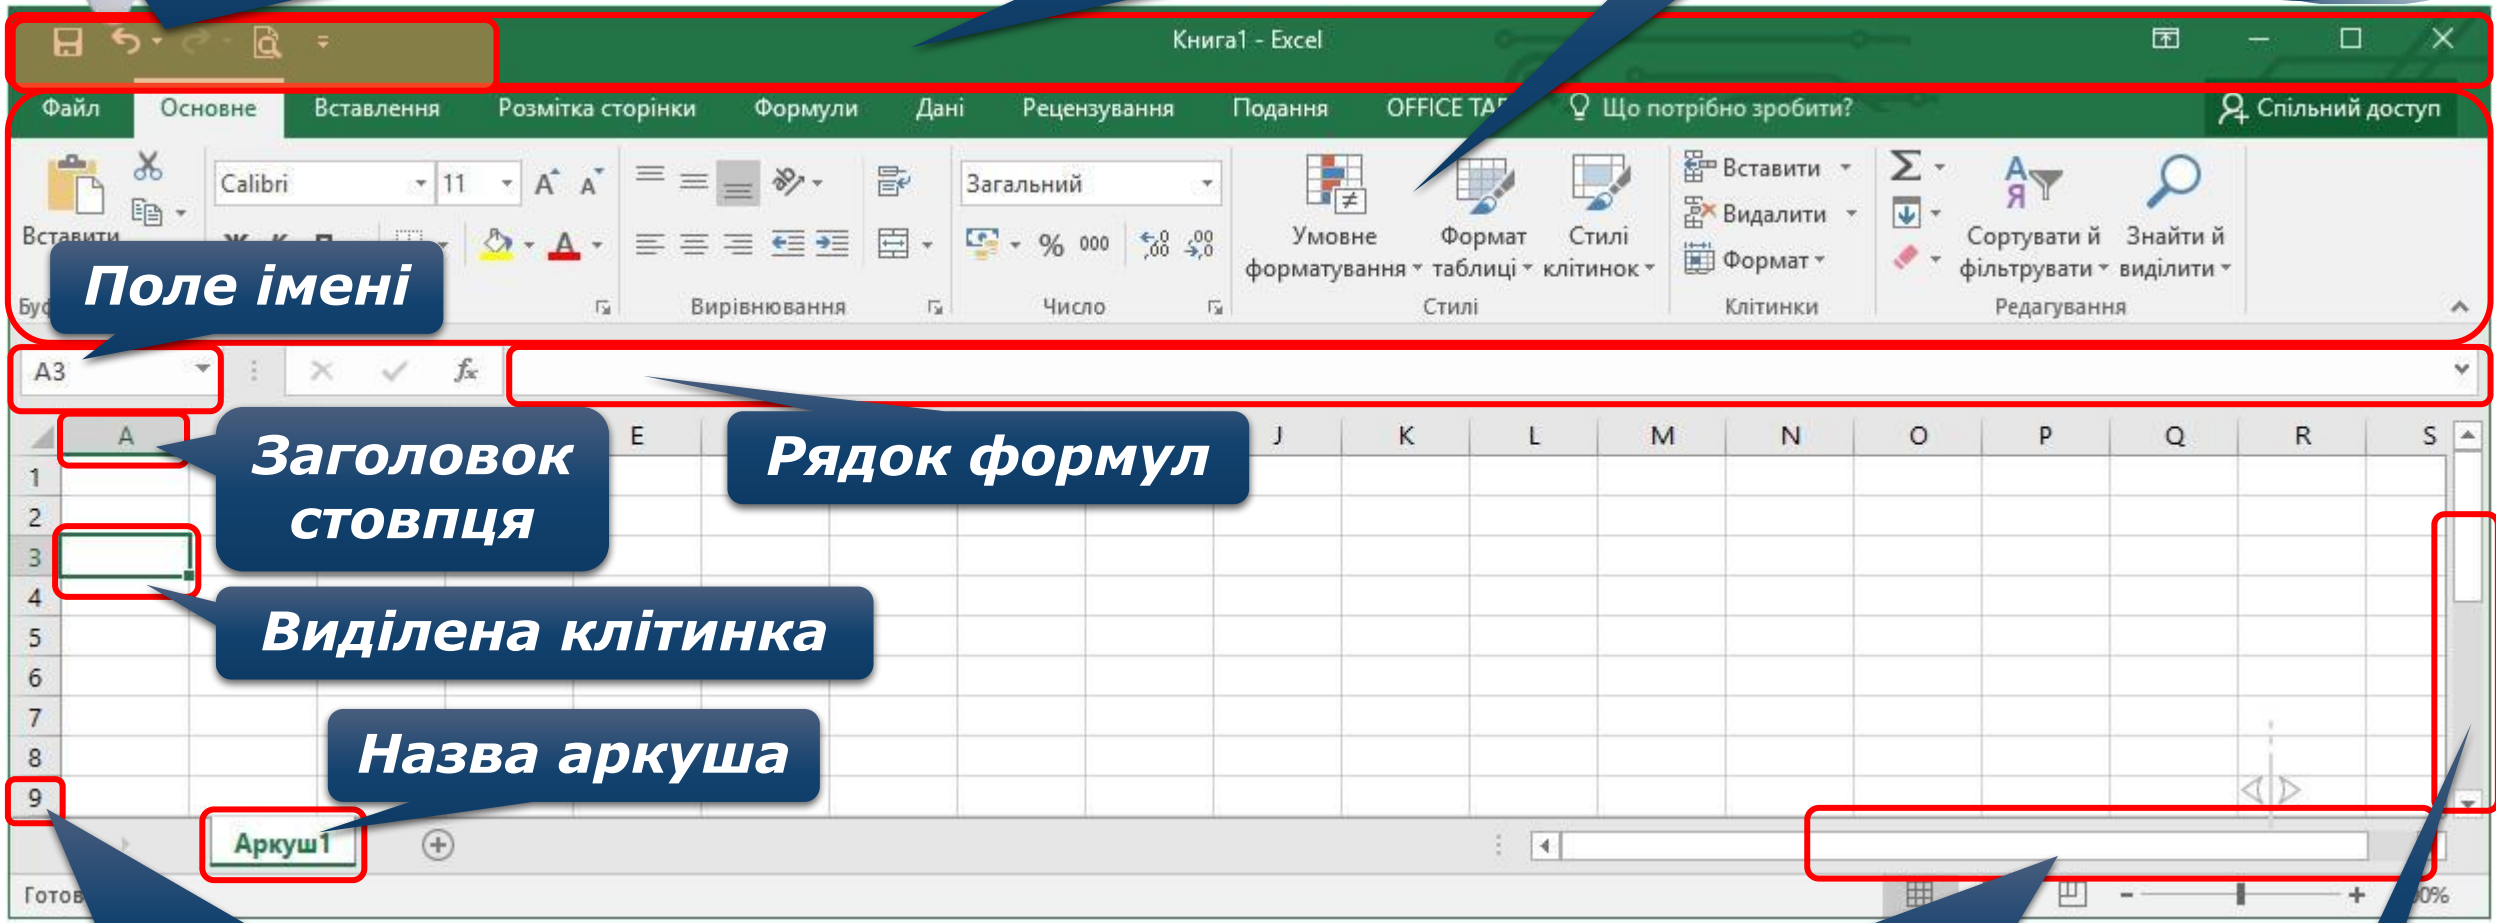 Книга1 - Excel
Файл Основне Вставлення Розмітка сторінки Формули Дані Рецензування Подання OFFICE Що потрібно зробити? Спільний доступ
Calibri 11 Загальний
Вставити
Видалити
Формат
Умовне форматування
Формат таблиці
Стилі клітинок
Сортувати й фільтрувати
Знайти й виділити
Вставити
% 000
Вирівнювання Число Стилі Клітинки Редагування
Поле імені
A3 fx
A E J K L M N O P Q R S
Заголовок
стовпця
Рядок формул
1
2
3
4
5
6
7
8
9
Виділена клітинка
Назва аркуша
Аркуш1